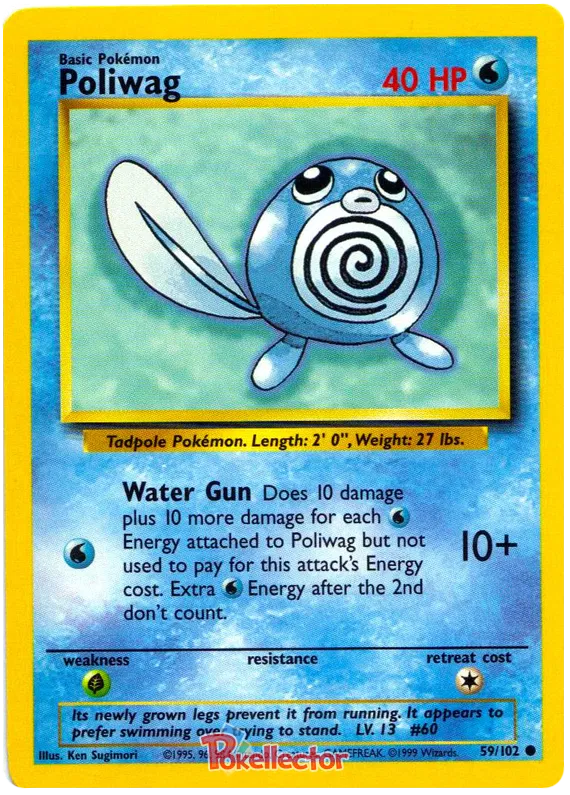 Basic Pokémon
Poliwag
40 HP
Tadpole Pokémon. Length: 2' 0", Weight: 27 lbs.
Water Gun Does 10 damage
plus 10 more damage for each
Energy attached to Poliwag but not
used to pay for this attack's Energy
cost. Extra Energy after the 2nd
don't count.
10+
weakness
resistance
retreat cost
Its newly grown legs prevent it from running. It appears to
prefer swimming over trying to stand. LV. 13 #60
Illus. Ken Sugimori ©1995, 96, GAMEFREAK. ©1999 Wizards. 59/102
Pokellector